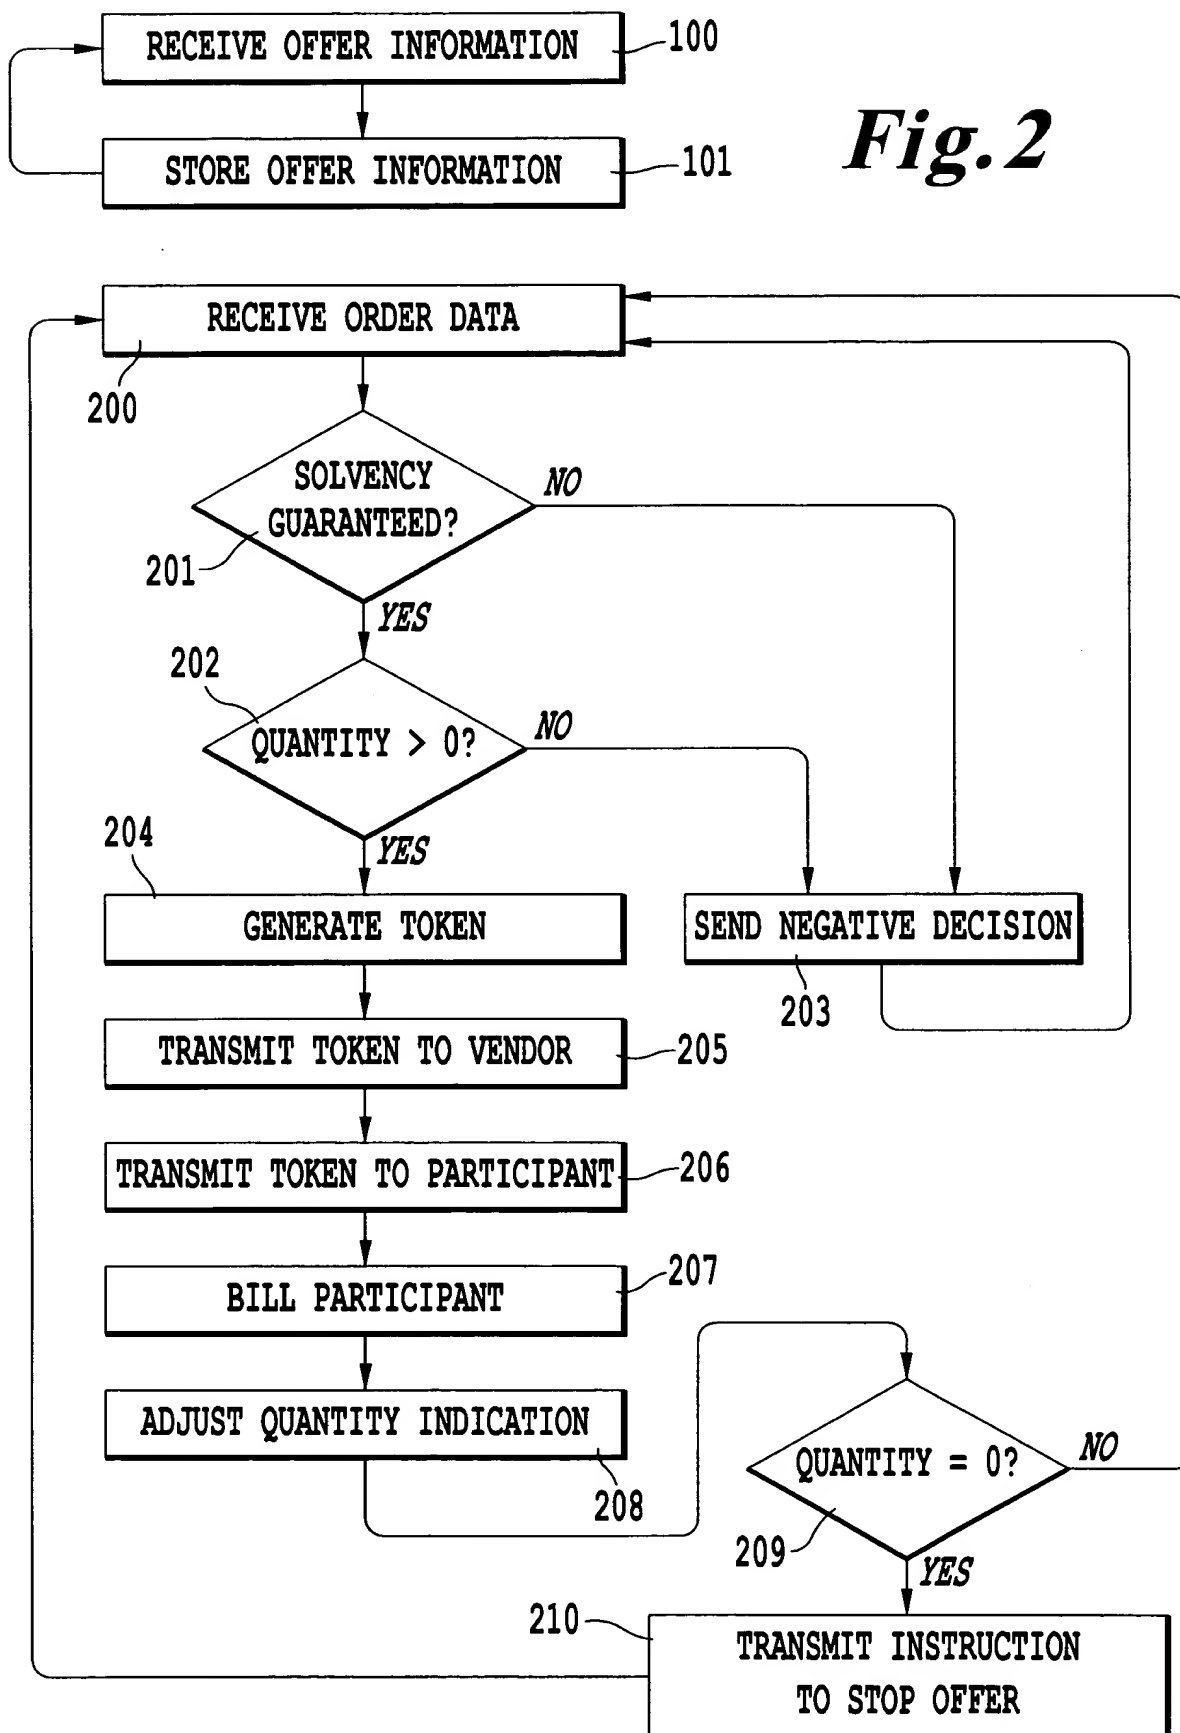 RECEIVE OFFER INFORMATION
100
Fig. 2
STORE OFFER INFORMATION
101
RECEIVE ORDER DATA
200
SOLVENCY
GUARANTEED?
NO
201
YES
202
QUANTITY > 0?
NO
YES
204
GENERATE TOKEN
SEND NEGATIVE DECISION
203
TRANSMIT TOKEN TO VENDOR
205
TRANSMIT TOKEN TO PARTICIPANT
206
BILL PARTICIPANT
207
ADJUST QUANTITY INDICATION
208
QUANTITY = 0?
NO
209
YES
210
TRANSMIT INSTRUCTION
TO STOP OFFER